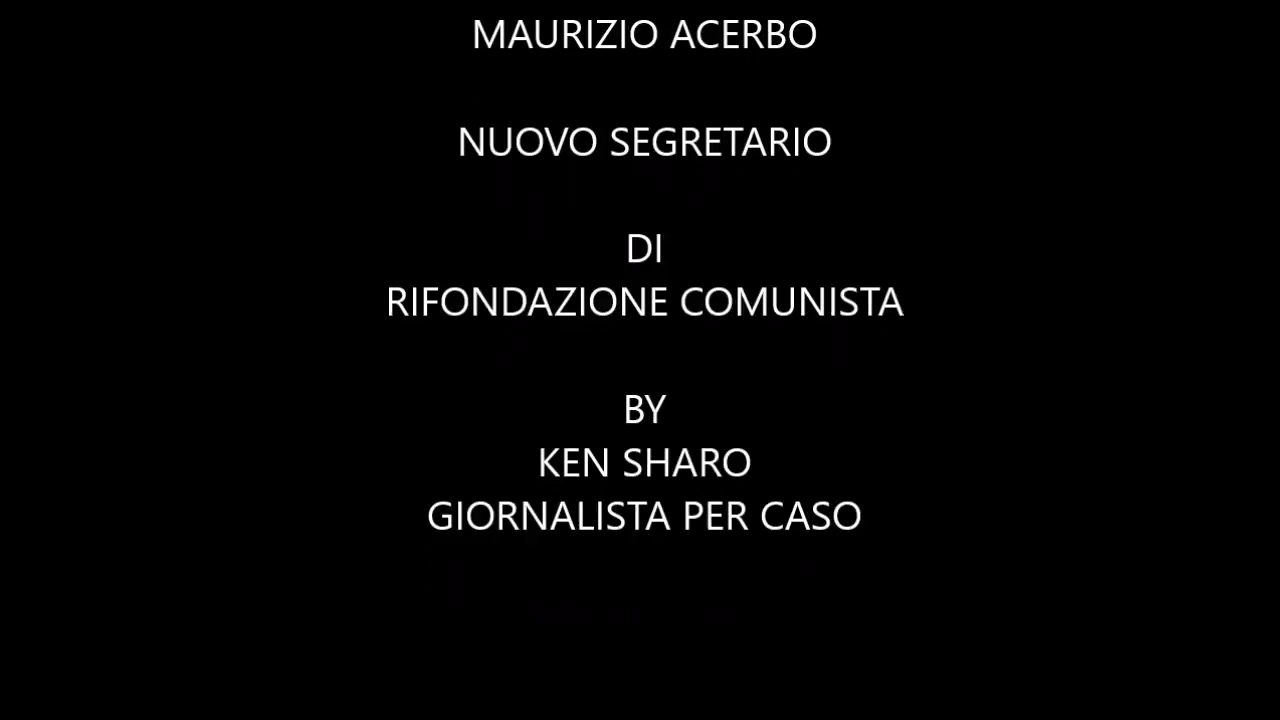 MAURIZIO ACERBO
NUOVO SEGRETARIO
DI
RIFONDAZIONE COMUNISTA
BY
KEN SHARO
GIORNALISTA PER CASO